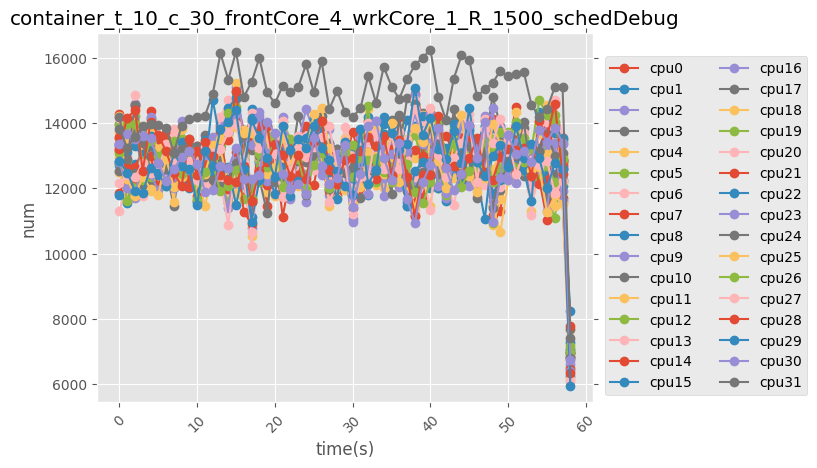 container_t_10_c_30_frontCore_4_wrkCore_1_R_1500_schedDebug
16000
14000
12000
10000
8000
6000
num
0
10
20
30
40
50
60
time(s)
cpu0
cpu1
cpu2
cpu3
cpu4
cpu5
cpu6
cpu7
cpu8
cpu9
cpu10
cpu11
cpu12
cpu13
cpu14
cpu15
cpu16
cpu17
cpu18
cpu19
cpu20
cpu21
cpu22
cpu23
cpu24
cpu25
cpu26
cpu27
cpu28
cpu29
cpu30
cpu31